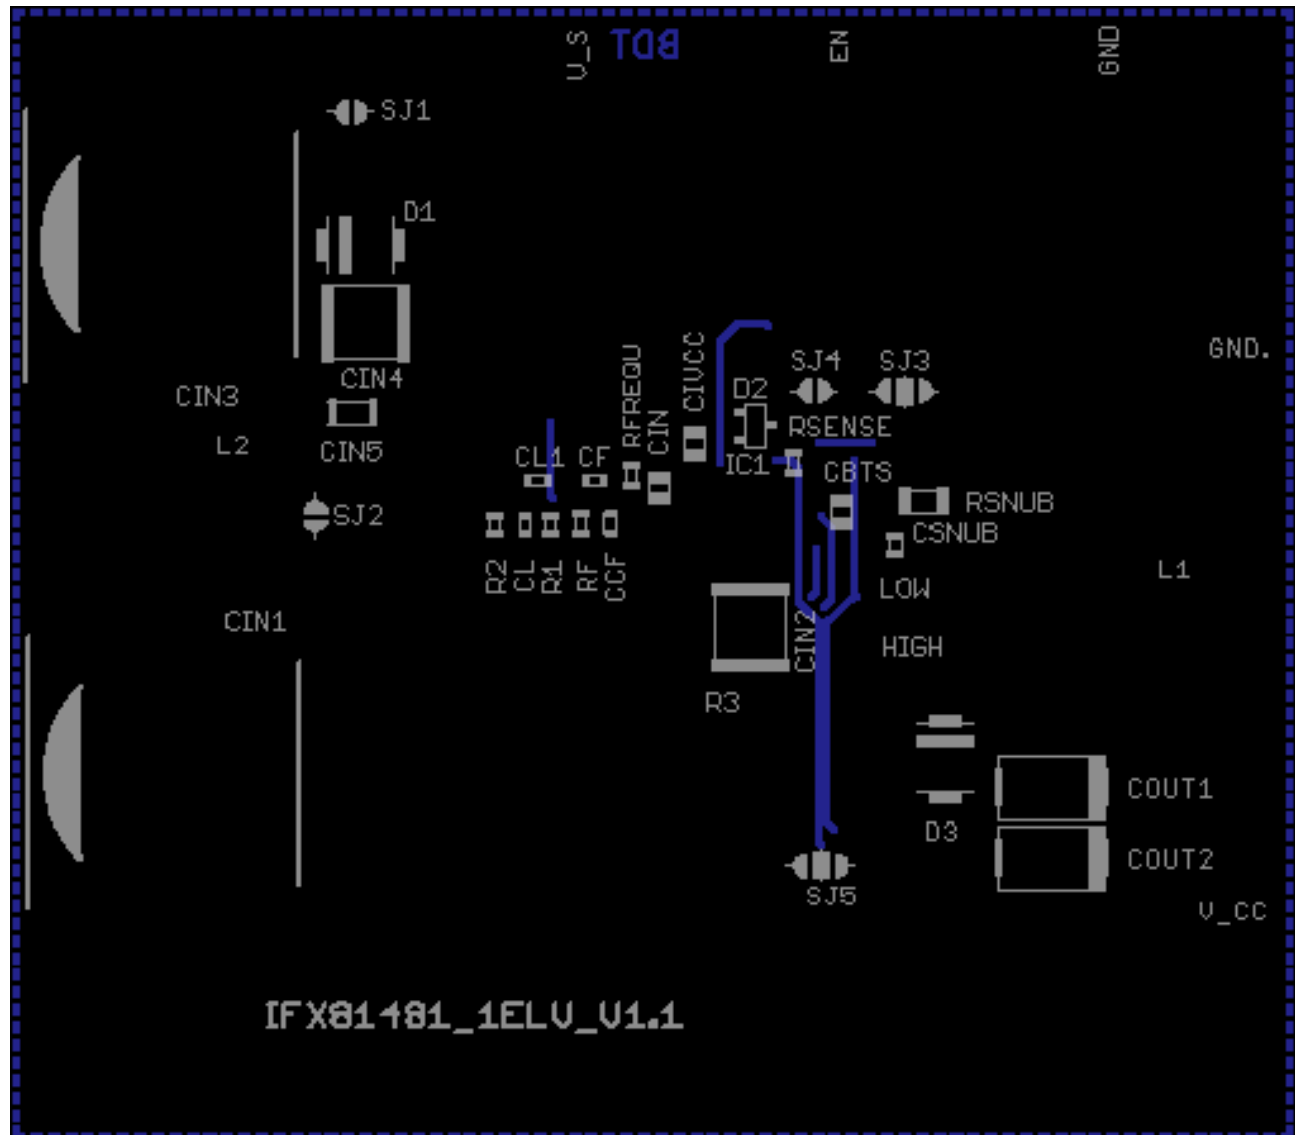 V_S
BOT
EN
GND
SJ1
D1
CIN4
CIN3
L2
CIN5
SJ2
CIN1
RFREQU
CIVCC
CIN
CL1
CF
R2
CL
R1
RF
CCF
SJ4
SJ3
D2
RSENSE
IC1
CBTS
RSNUB
CSNUB
GND.
L1
LOW
HIGH
CIN2
R3
D3
COUT1
COUT2
SJ5
V_CC
IFX81481_1ELV_V1.1